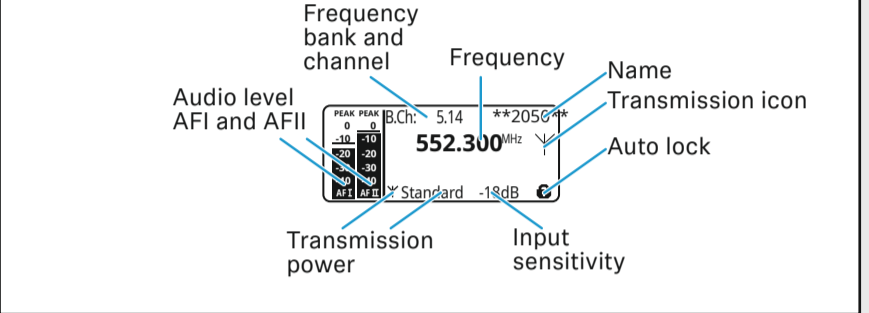 Frequency
bank and
channel
Frequency
Name
Transmission icon
Audio level
AFI and AFII
Auto lock
PEAK PEAK
B.Ch: 5.14
0 0
-10 -10
552.300 MHz
-20 -20
-30 -30
AF I AF II
Standard -18dB
Transmission
power
Input
sensitivity